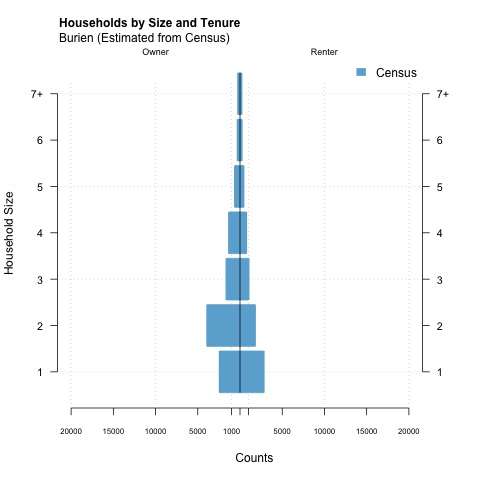 Households by Size and Tenure
Burien (Estimated from Census)
Owner Renter
Census
7+ 7+
6 6
5 5
4 4
3 3
2 2
1 1
Household Size
20000 15000 10000 5000 1000 5000 10000 15000 20000
Counts